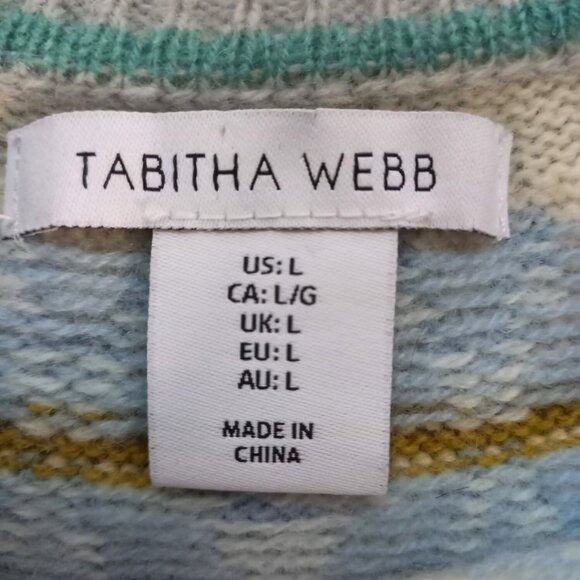 TABITHA WEBB
US: L
CA: L/G
UK: L
EU: L
AU: L
MADE IN
CHINA